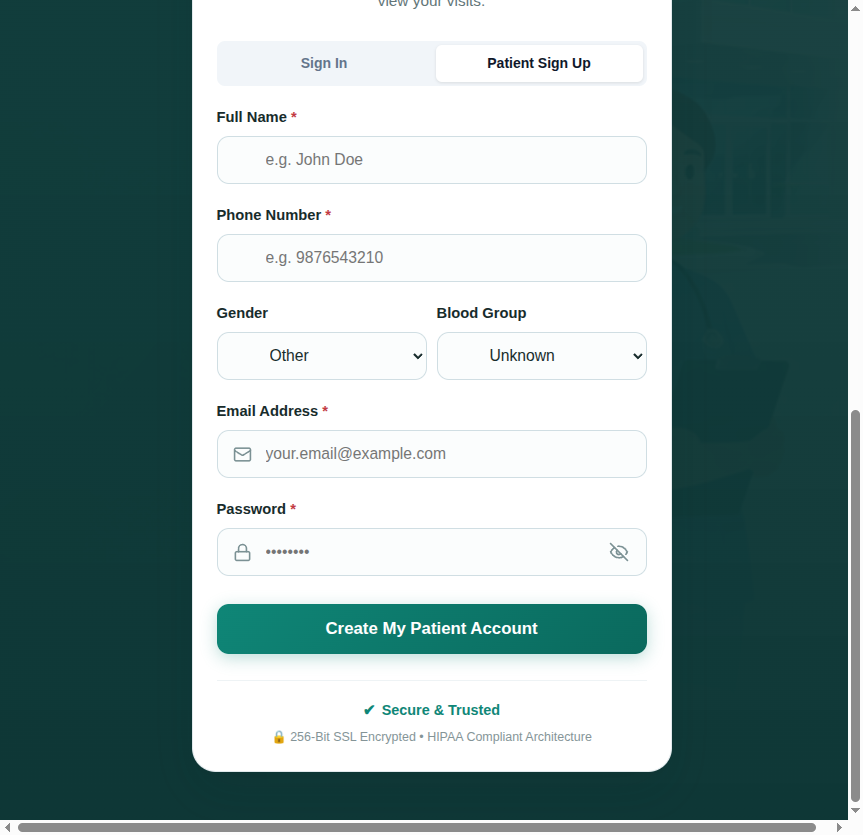 view your visits.
Sign In
Patient Sign Up
Full Name *
e.g. John Doe
Phone Number *
e.g. 9876543210
Gender
Blood Group
Other
Unknown
Email Address *
your.email@example.com
Password *
••••••••
Create My Patient Account
✔ Secure & Trusted
🔒 256-Bit SSL Encrypted • HIPAA Compliant Architecture